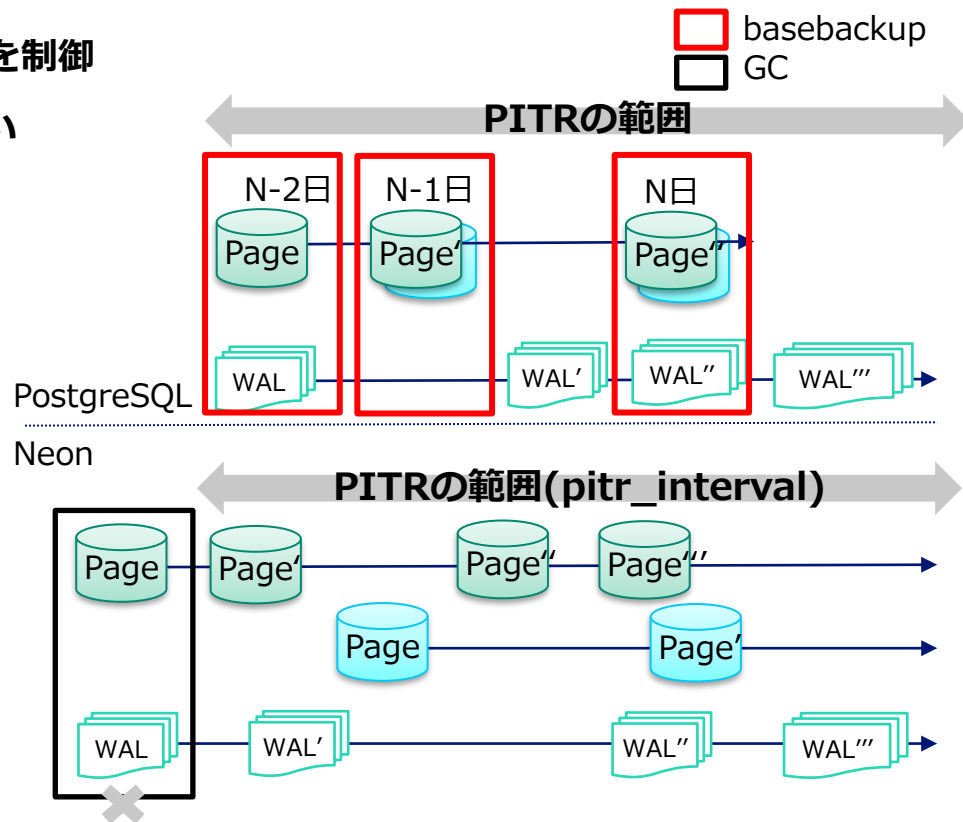 を制御
い
basebackup
GC
PITRの範囲
N-2日
N-1日
N日
Page
Page‘
Page‘‘
WAL
WAL’
WAL’’
WAL’’’
PostgreSQL
Neon
PITRの範囲(pitr_interval)
Page
Page‘
Page‘‘
Page‘‘’
Page
Page’
WAL
WAL’
WAL’’
WAL’’’